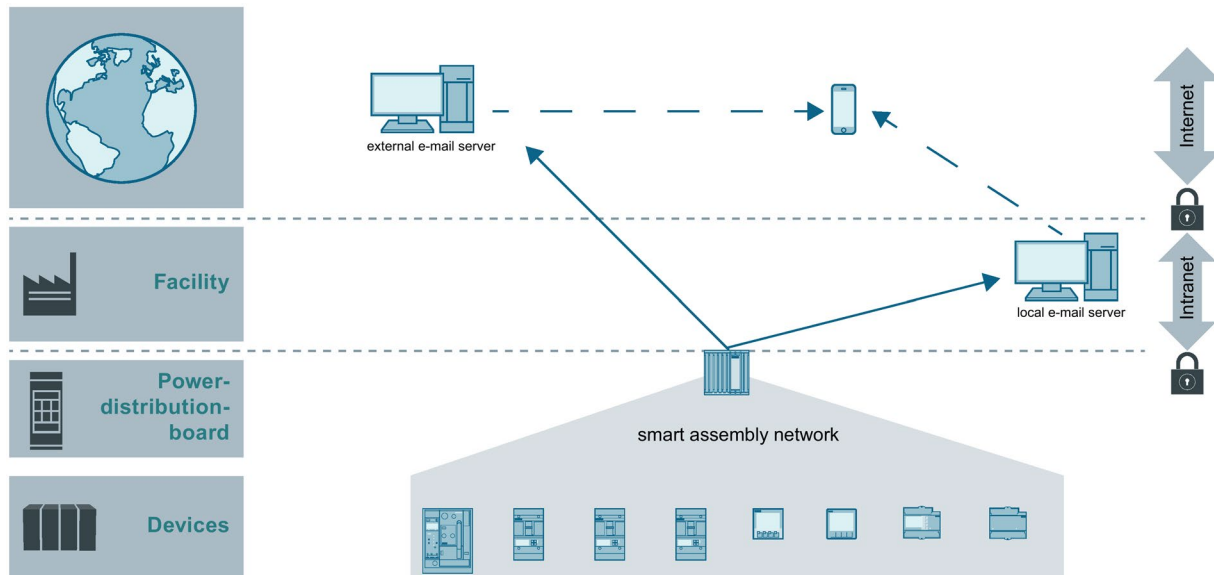 external e-mail server
Internet
Facility
local e-mail server
Intranet
Power-
distribution-
board
smart assembly network
Devices